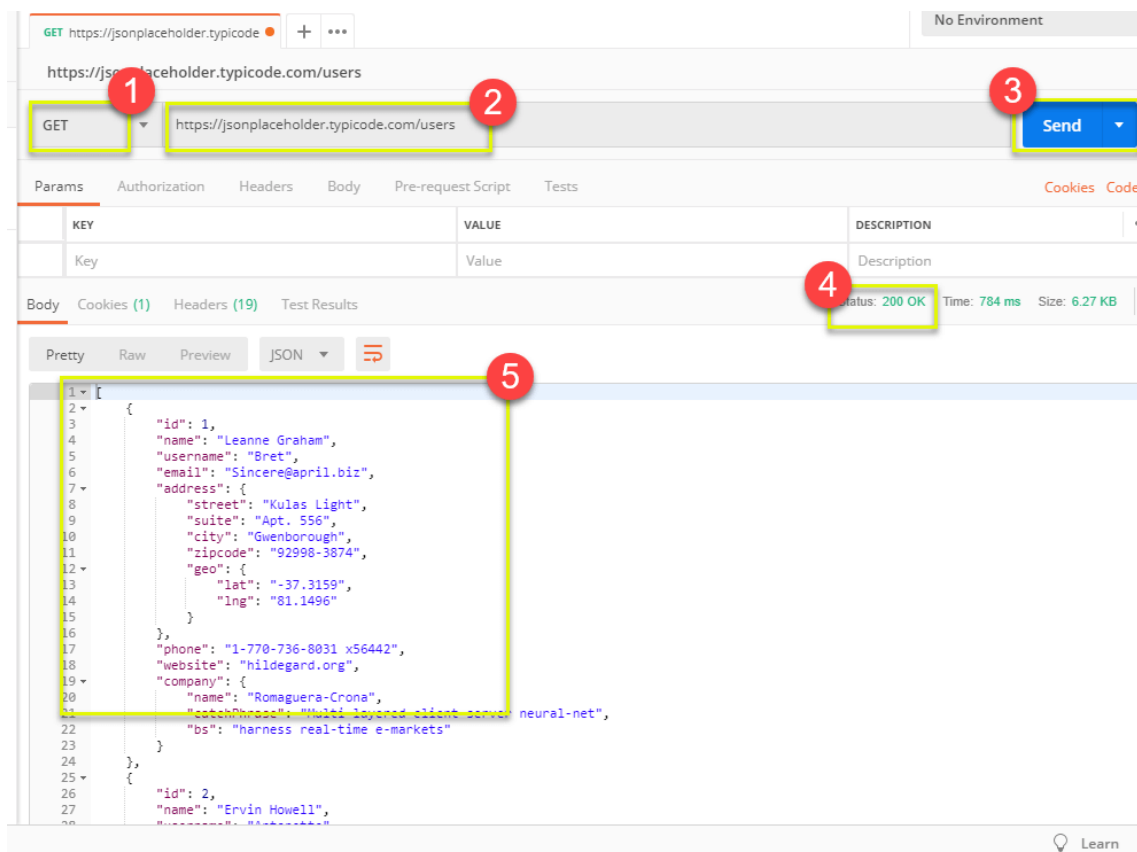 GET https://jsonplaceholder.typicode + ••• No Environment
https://jsonplaceholder.typicode.com/users
1 2 3
GET https://jsonplaceholder.typicode.com/users Send
Params Authorization Headers Body Pre-request Script Tests Cookies Code
KEY VALUE DESCRIPTION
Key Value Description
4
Body Cookies (1) Headers (19) Test Results Status: 200 OK Time: 784 ms Size: 6.27 KB
Pretty Raw Preview JSON
5
1 [
2 {
3 "id": 1,
4 "name": "Leanne Graham",
5 "username": "Bret",
6 "email": "Sincere@april.biz",
7 "address": {
8 "street": "Kulas Light",
9 "suite": "Apt. 556",
10 "city": "Gwenborough",
11 "zipcode": "92998-3874",
12 "geo": {
13 "lat": "-37.3159",
14 "lng": "81.1496"
15 }
16 },
17 "phone": "1-770-736-8031 x56442",
18 "website": "hildegard.org",
19 "company": {
20 "name": "Romaguera-Crona",
21 "catchPhrase": "Multi-layered client-server neural-net",
22 "bs": "harness real-time e-markets"
23 }
24 },
25 {
26 "id": 2,
27 "name": "Ervin Howell",
28 "username": "Antonette"
Learn